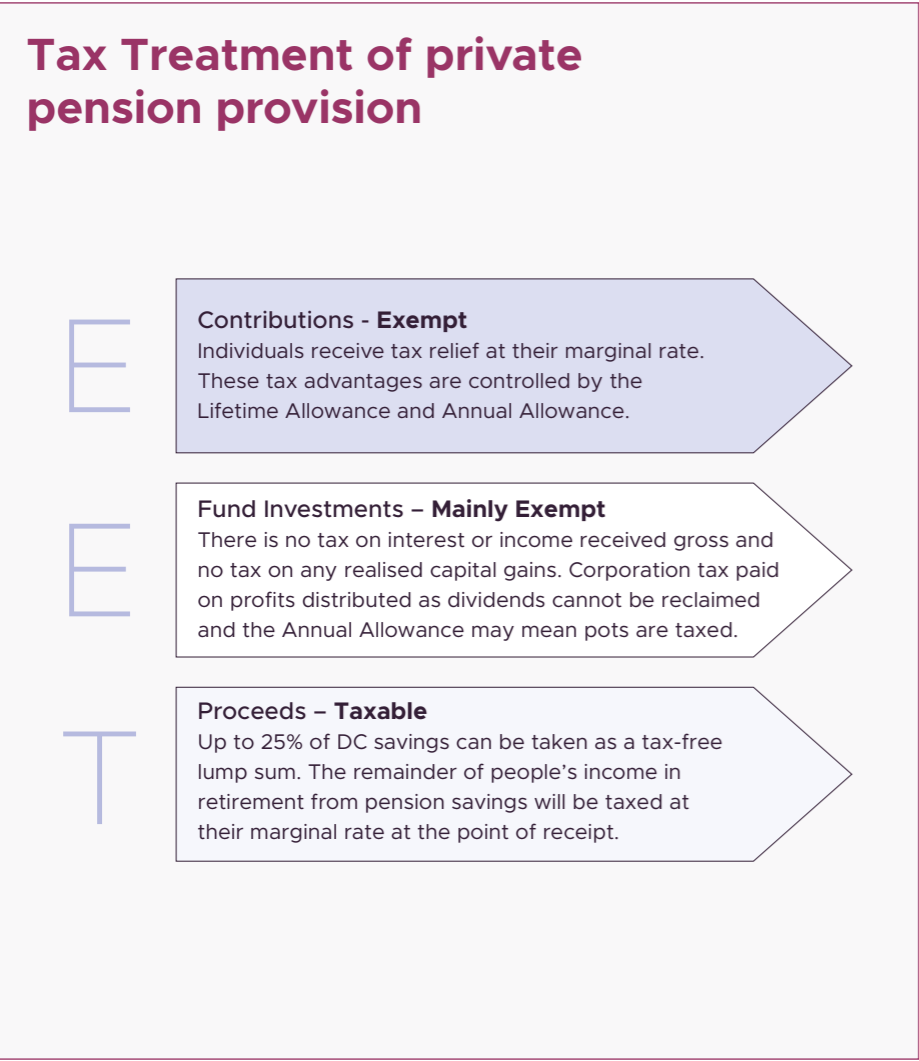 Tax Treatment of private
pension provision
E
Contributions - Exempt
Individuals receive tax relief at their marginal rate.
These tax advantages are controlled by the
Lifetime Allowance and Annual Allowance.
E
Fund Investments – Mainly Exempt
There is no tax on interest or income received gross and
no tax on any realised capital gains. Corporation tax paid
on profits distributed as dividends cannot be reclaimed
and the Annual Allowance may mean pots are taxed.
T
Proceeds – Taxable
Up to 25% of DC savings can be taken as a tax-free
lump sum. The remainder of people’s income in
retirement from pension savings will be taxed at
their marginal rate at the point of receipt.